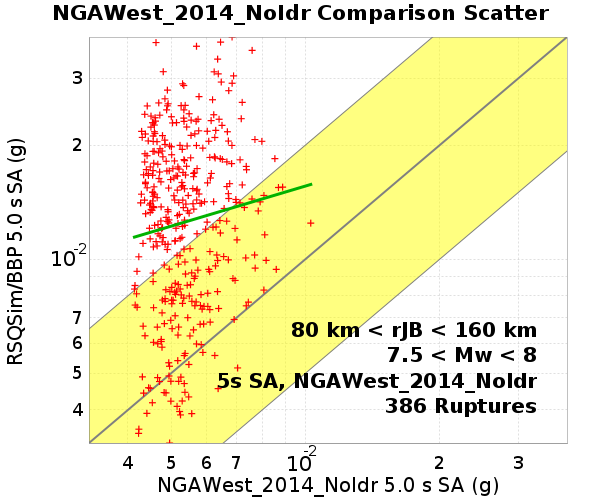 NGAWest_2014_NoIdr Comparison Scatter
RSQSim/BBP 5.0 s SA (g)
3
2
10-2
7
6
5
4
80 km < rJB < 160 km
7.5 < Mw < 8
5s SA, NGAWest_2014_NoIdr
386 Ruptures
4 5 6 7 10-2 2 3
NGAWest_2014_NoIdr 5.0 s SA (g)